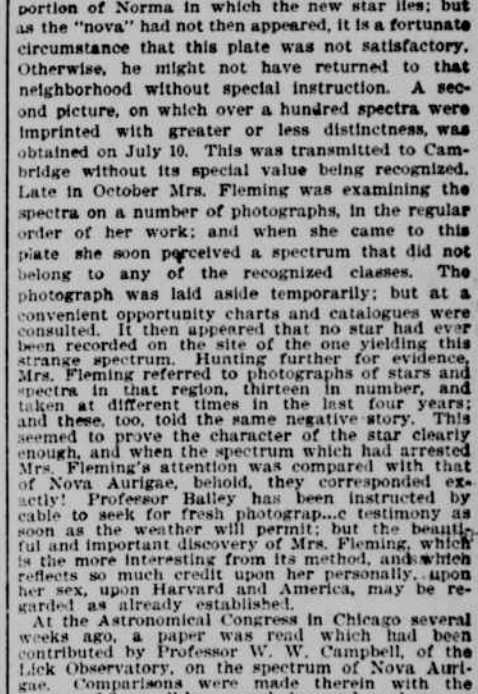 portion of Norma in which the new star lies; but
as the "nova" had not then appeared, it is a fortunate
circumstance that this plate was not satisfactory.
Otherwise, he might not have returned to that
neighborhood without special instruction. A sec-
ond picture, on which over a hundred spectra were
imprinted with greater or less distinctness, was
obtained on July 10. This was transmitted to Cam-
bridge without its special value being recognized.
Late in October Mrs. Fleming was examining the
spectra on a number of photographs, in the regular
order of her work; and when she came to this
plate she soon perceived a spectrum that did not
belong to any of the recognized classes. The
photograph was laid aside temporarily; but at a
convenient opportunity charts and catalogues were
consulted. It then appeared that no star had ever
been recorded on the site of the one yielding this
strange spectrum. Hunting further for evidence,
Mrs. Fleming referred to photographs of stars and
spectra in that region, thirteen in number, and
taken at different times in the last four years;
and these, too, told the same negative story. This
seemed to prove the character of the star clearly
enough, and when the spectrum which had arrested
Mrs. Fleming's attention was compared with that
of Nova Aurigae, behold, they corresponded ex-
actly! Professor Bailey has been instructed by
cable to seek for fresh photograp...c testimony as
soon as the weather will permit; but the beauti-
ful and important discovery of Mrs. Fleming, which
is the more interesting from its method, and which
reflects so much credit upon her personally, upon
her sex, upon Harvard and America, may be re-
garded as already established.
At the Astronomical Congress in Chicago several
weeks ago, a paper was read which had been
contributed by Professor W. W. Campbell, of the
Lick Observatory, on the spectrum of Nova Auri-
gae. Comparisons were made therein with the